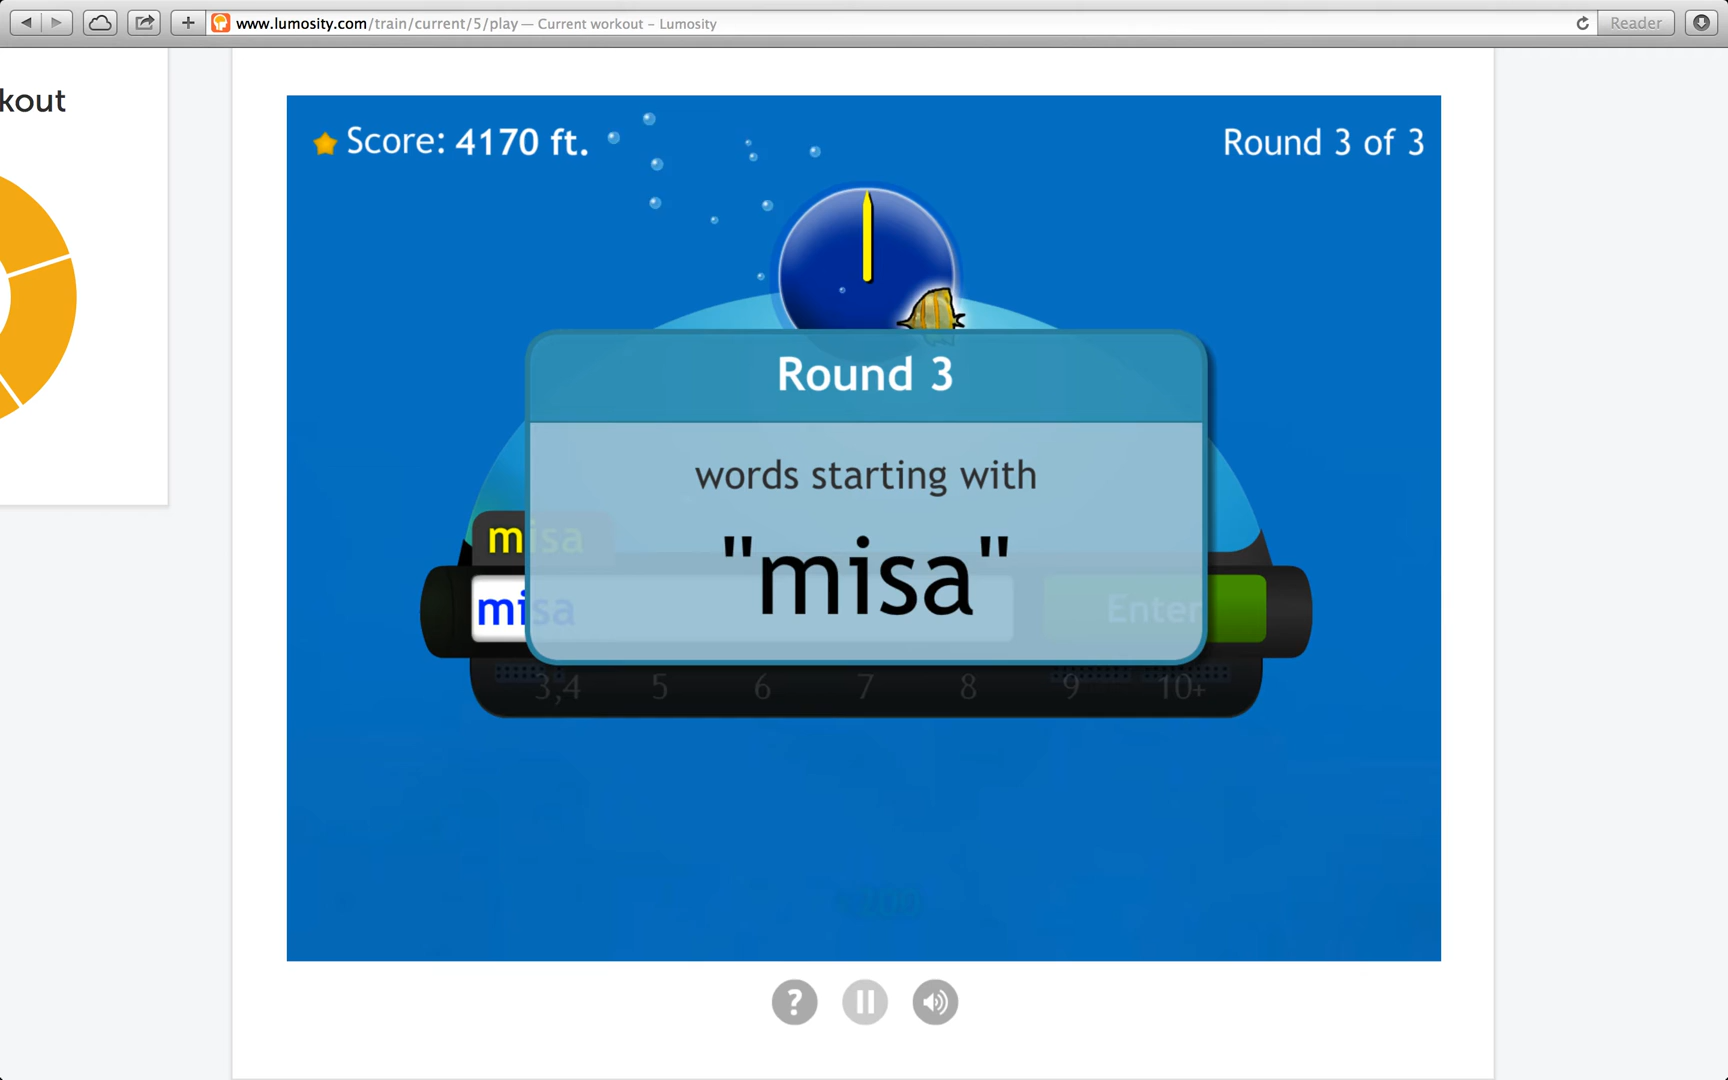 www.lumosity.com/train/current/5/play — Current workout – Lumosity
Reader
kout
Score: 4170 ft.
Round 3 of 3
Round 3
words starting with
"misa"
misa
misa
Enter
3,4 5 6 7 8 9 10+
?